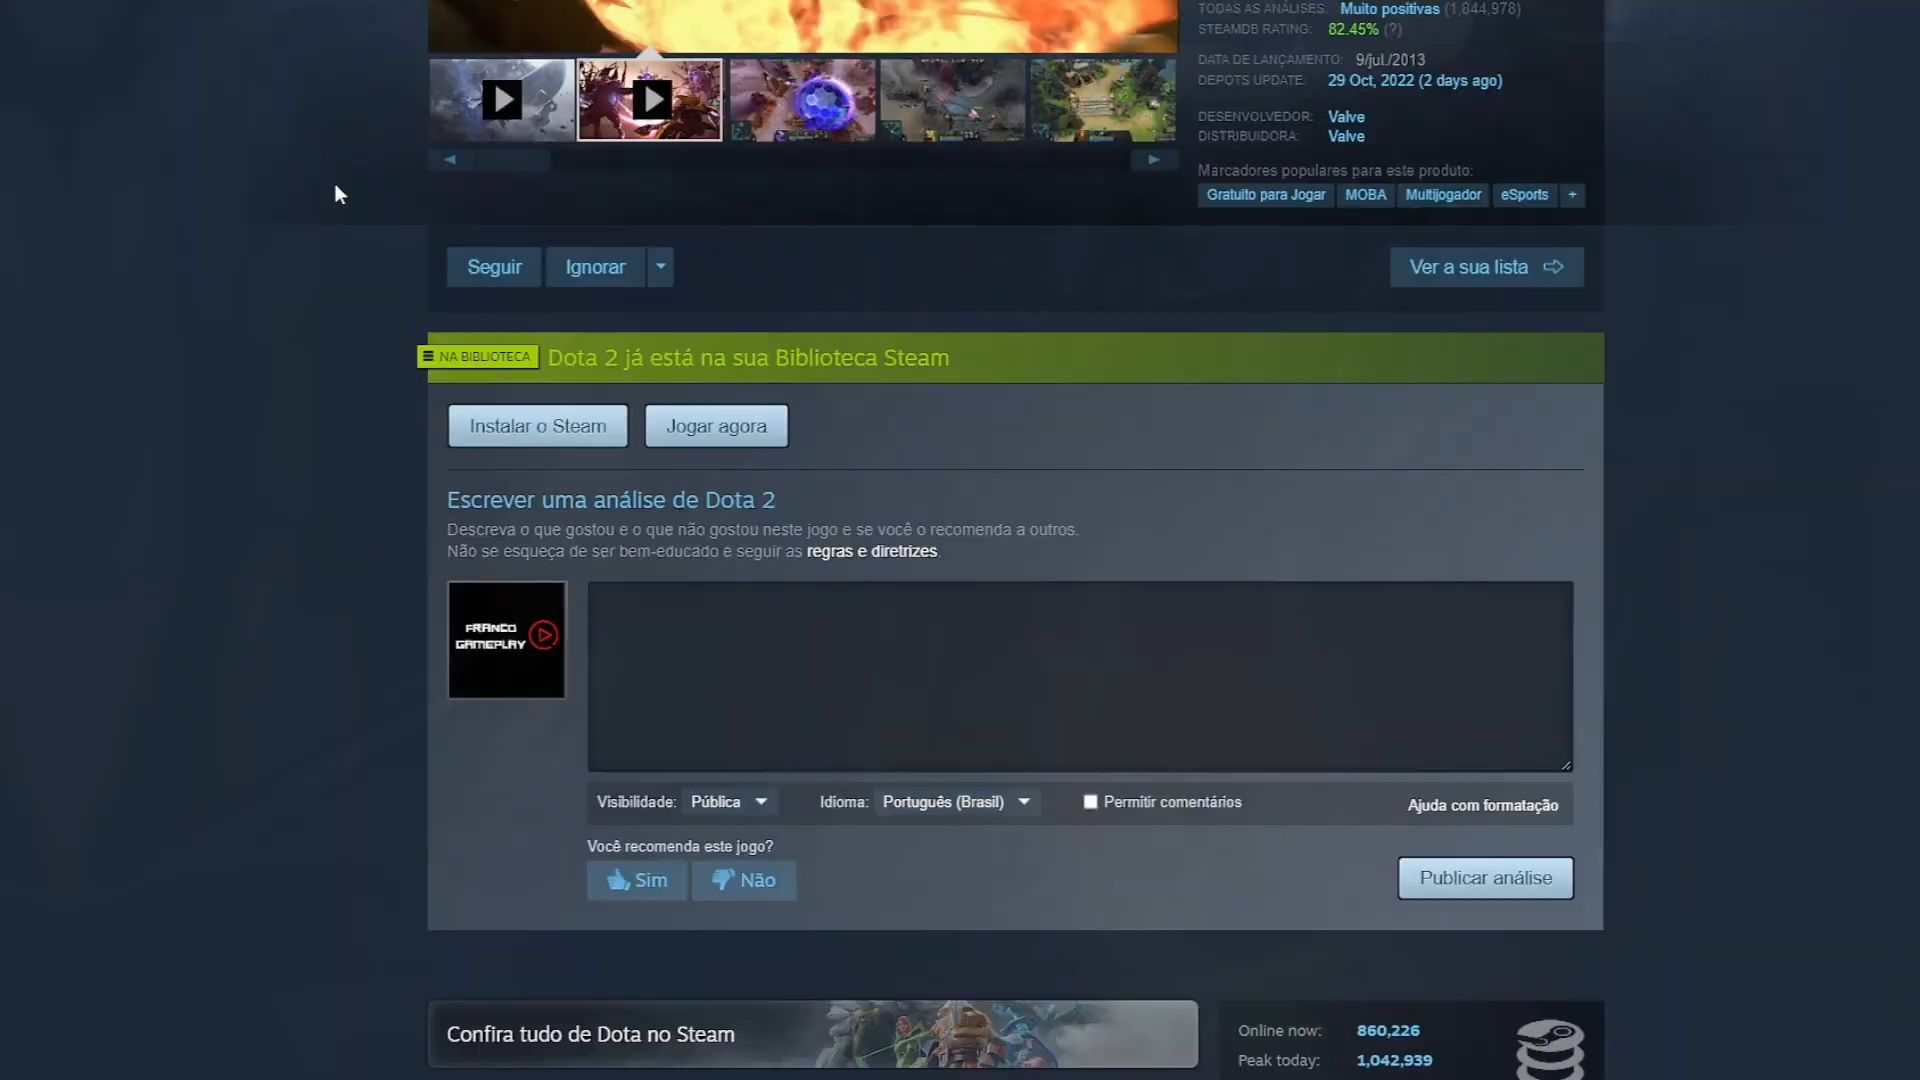 TODAS AS ANÁLISES: Muito positivas (1,844,978)
STEAMDB RATING: 82.45% (?)
DATA DE LANÇAMENTO: 9/jul./2013
DEPOTS UPDATE: 29 Oct, 2022 (2 days ago)
DESENVOLVEDOR: Valve
DISTRIBUIDORA: Valve
Marcadores populares para este produto:
Gratuito para Jogar MOBA Multijogador eSports +
Seguir Ignorar Ver a sua lista
NA BIBLIOTECA Dota 2 já está na sua Biblioteca Steam
Instalar o Steam Jogar agora
Escrever uma análise de Dota 2
Descreva o que gostou e o que não gostou neste jogo e se você o recomenda a outros.
Não se esqueça de ser bem-educado e seguir as regras e diretrizes.
FRANCO
GAMEPLAY
Visibilidade: Pública Idioma: Português (Brasil) Permitir comentários Ajuda com formatação
Você recomenda este jogo?
Sim Não Publicar análise
Confira tudo de Dota no Steam
Online now: 860,226
Peak today: 1,042,939